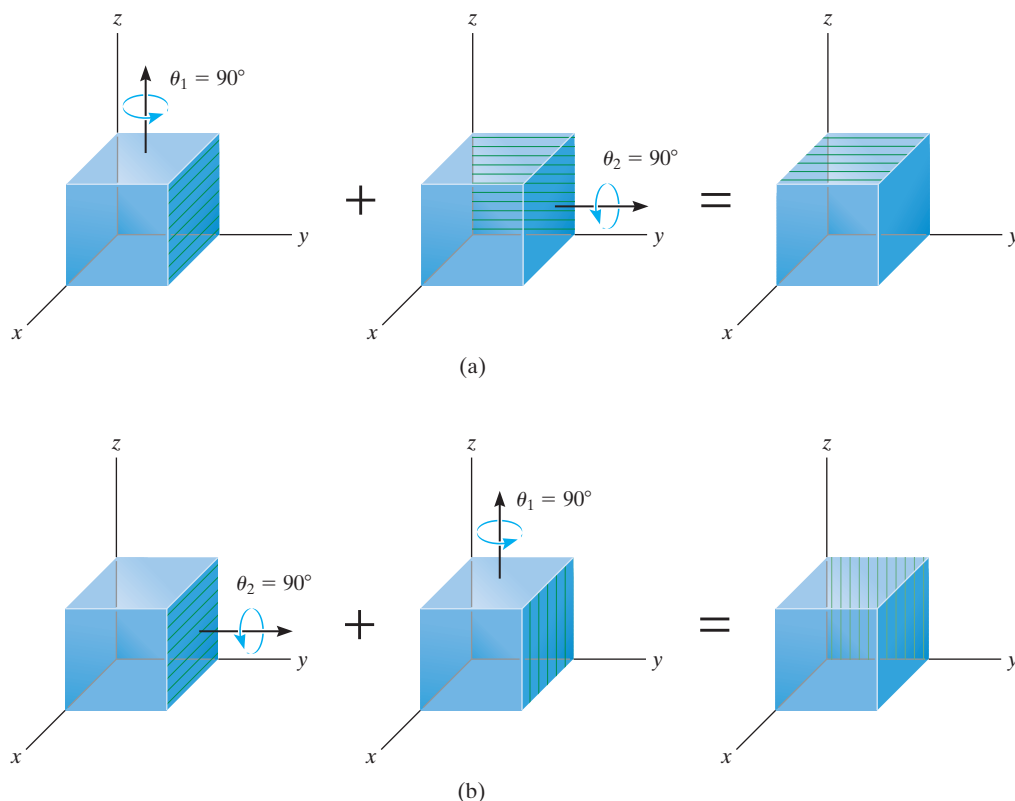 z z z
θ₁ = 90°
θ₂ = 90°
+ =
y y y
x x x
(a)
z z z
θ₁ = 90°
θ₂ = 90°
+ =
y y y
x x x
(b)